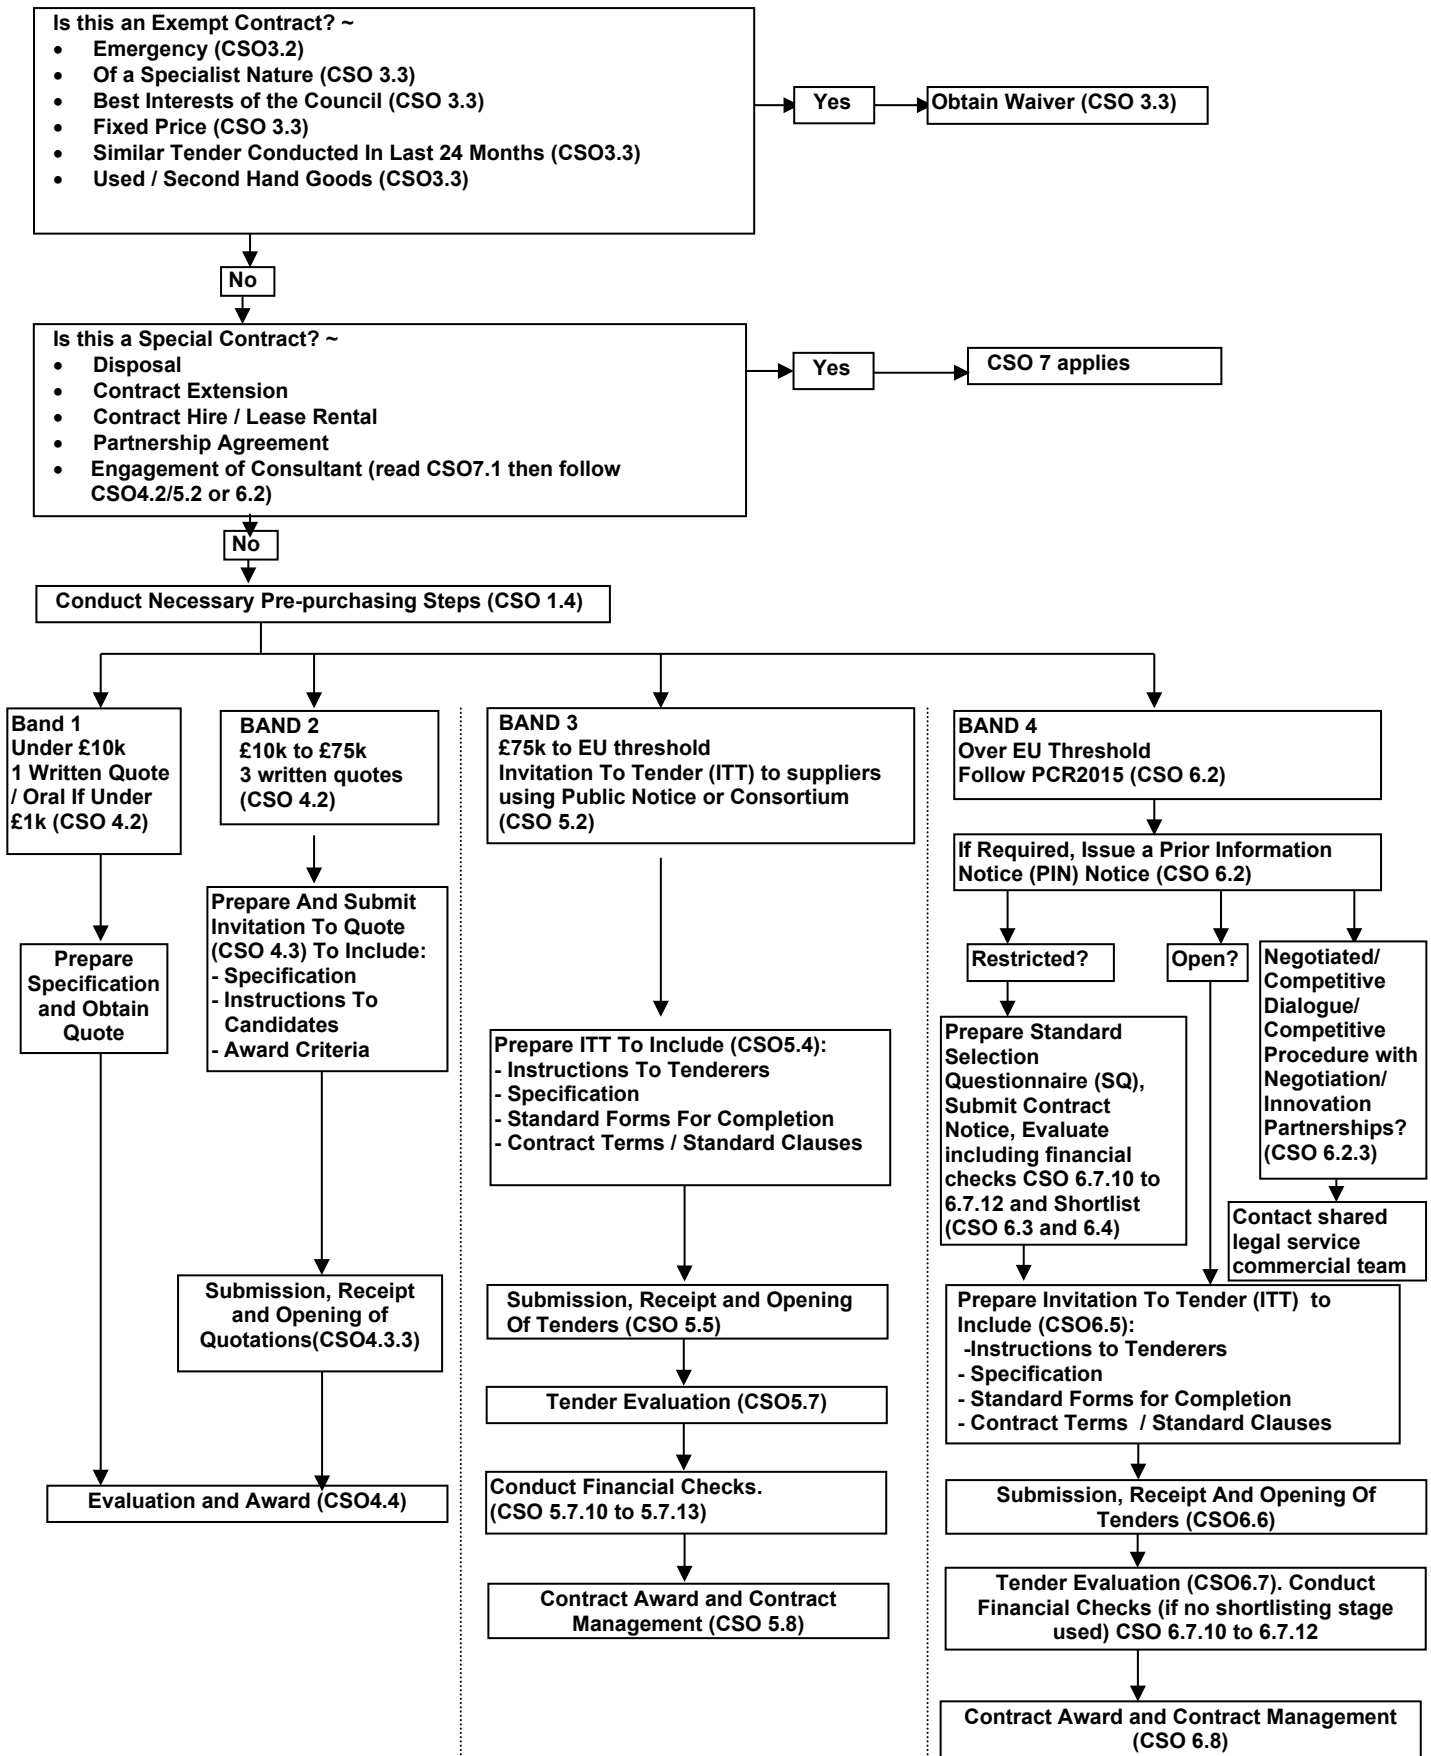 Is this an Exempt Contract? ~
• Emergency (CSO3.2)
• Of a Specialist Nature (CSO 3.3)
• Best Interests of the Council (CSO 3.3)
• Fixed Price (CSO 3.3)
• Similar Tender Conducted In Last 24 Months (CSO3.3)
• Used / Second Hand Goods (CSO3.3)
Yes
Obtain Waiver (CSO 3.3)
No
Is this a Special Contract? ~
• Disposal
• Contract Extension
• Contract Hire / Lease Rental
• Partnership Agreement
• Engagement of Consultant (read CSO7.1 then follow
CSO4.2/5.2 or 6.2)
Yes
CSO 7 applies
No
Conduct Necessary Pre-purchasing Steps (CSO 1.4)
Band 1
Under £10k
1 Written Quote
/ Oral If Under
£1k (CSO 4.2)
Prepare
Specification
and Obtain
Quote
BAND 2
£10k to £75k
3 written quotes
(CSO 4.2)
Prepare And Submit
Invitation To Quote
(CSO 4.3) To Include:
- Specification
- Instructions To
Candidates
- Award Criteria
Submission, Receipt
and Opening of
Quotations(CSO4.3.3)
Evaluation and Award (CSO4.4)
BAND 3
£75k to EU threshold
Invitation To Tender (ITT) to suppliers
using Public Notice or Consortium
(CSO 5.2)
Prepare ITT To Include (CSO5.4):
- Instructions To Tenderers
- Specification
- Standard Forms For Completion
- Contract Terms / Standard Clauses
Submission, Receipt and Opening
Of Tenders (CSO 5.5)
Tender Evaluation (CSO5.7)
Conduct Financial Checks.
(CSO 5.7.10 to 5.7.13)
Contract Award and Contract
Management (CSO 5.8)
BAND 4
Over EU Threshold
Follow PCR2015 (CSO 6.2)
If Required, Issue a Prior Information
Notice (PIN) Notice (CSO 6.2)
Restricted?
Open?
Negotiated/
Competitive
Dialogue/
Competitive
Procedure with
Negotiation/
Innovation
Partnerships?
(CSO 6.2.3)
Prepare Standard
Selection
Questionnaire (SQ),
Submit Contract
Notice, Evaluate
including financial
checks CSO 6.7.10 to
6.7.12 and Shortlist
(CSO 6.3 and 6.4)
Contact shared
legal service
commercial team
Prepare Invitation To Tender (ITT) to
Include (CSO6.5):
-Instructions to Tenderers
- Specification
- Standard Forms for Completion
- Contract Terms / Standard Clauses
Submission, Receipt And Opening Of
Tenders (CSO6.6)
Tender Evaluation (CSO6.7). Conduct
Financial Checks (if no shortlisting stage
used) CSO 6.7.10 to 6.7.12
Contract Award and Contract Management
(CSO 6.8)